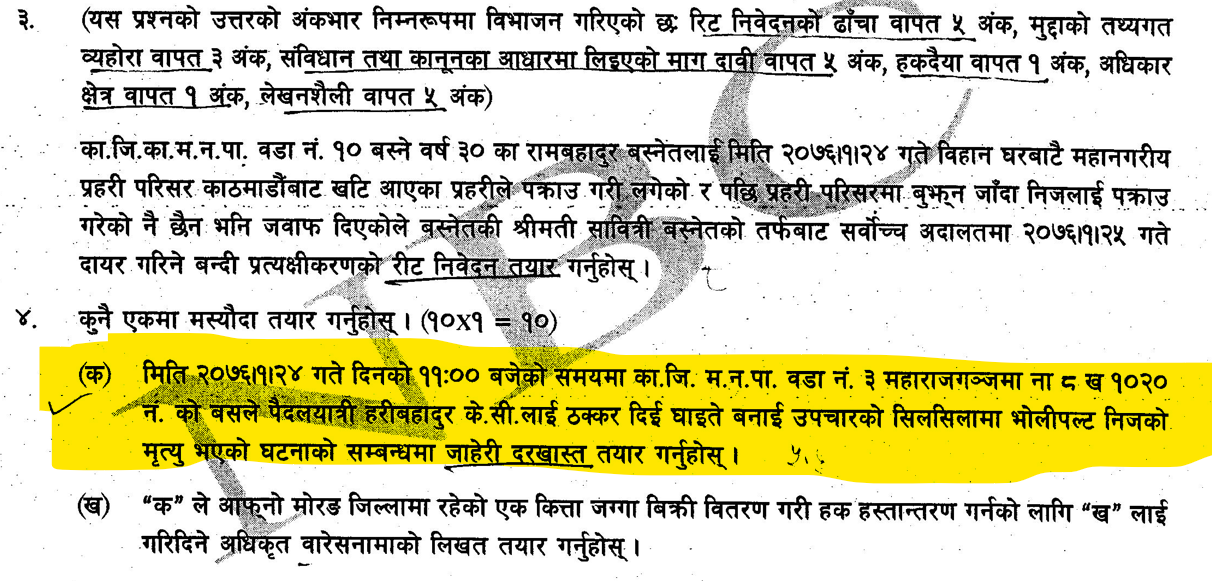 ३. (यस प्रश्नको उत्तरको अंकभार निम्नरूपमा विभाजन गरिएको छः रिट निवेदनको ढाँचा वापत ५ अंक, मुद्दाको तथ्यगत
व्यहोरा वापत ३ अंक, संविधान तथा कानूनका आधारमा लिइएको माग दावी वापत ५ अंक, हकदैया वापत १ अंक, अधिकार
क्षेत्र वापत १ अंक, लेखनशैली वापत ५ अंक)
का.जि.का.म.न.पा. वडा नं. १० बस्ने वर्ष ३० का रामबहादुर बस्नेतलाई मिति २०७६।१।२४ गते विहान घरबाटै महानगरीय
प्रहरी परिसर काठमाडौंबाट खटि आएका प्रहरीले पक्राउ गरी लगेको र पछि प्रहरी परिसरमा बुझ्न जाँदा निजलाई पक्राउ
गरेको नै छैन भनि जवाफ दिएकोले बस्नेतकी श्रीमती सावित्री बस्नेतको तर्फबाट सर्वोच्च अदालतमा २०७६।१।२५ गते
दायर गरिने बन्दी प्रत्यक्षीकरणको रीट निवेदन तयार गर्नुहोस् ।
४. कुनै एकमा मस्यौदा तयार गर्नुहोस् । (१०x१ = १०)
(क) मिति २०७६।१।२४ गते दिनको ११:०० बजेको समयमा का.जि. म.न.पा. वडा नं. ३ महाराजगञ्जमा ना ८ ख १०२०
नं. को बसले पैदलयात्री हरीबहादुर के.सी.लाई ठक्कर दिई घाइते बनाई उपचारको सिलसिलामा भोलीपल्ट निजको
मृत्यु भएको घटनाको सम्बन्धमा जाहेरी दरखास्त तयार गर्नुहोस् ।
(ख) “क” ले आफ्नो मोरङ जिल्लामा रहेको एक कित्ता जग्गा बिक्री वितरण गरी हक हस्तान्तरण गर्नको लागि “ख” लाई
गरिदिने अधिकृत वारेसनामाको लिखत तयार गर्नुहोस् ।